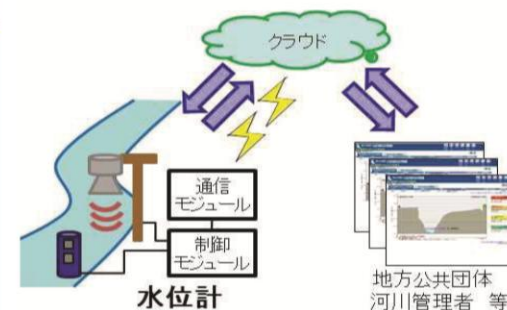 クラウド
通信
モジュール
制御
モジュール
水位計
地方公共団体
河川管理者 等